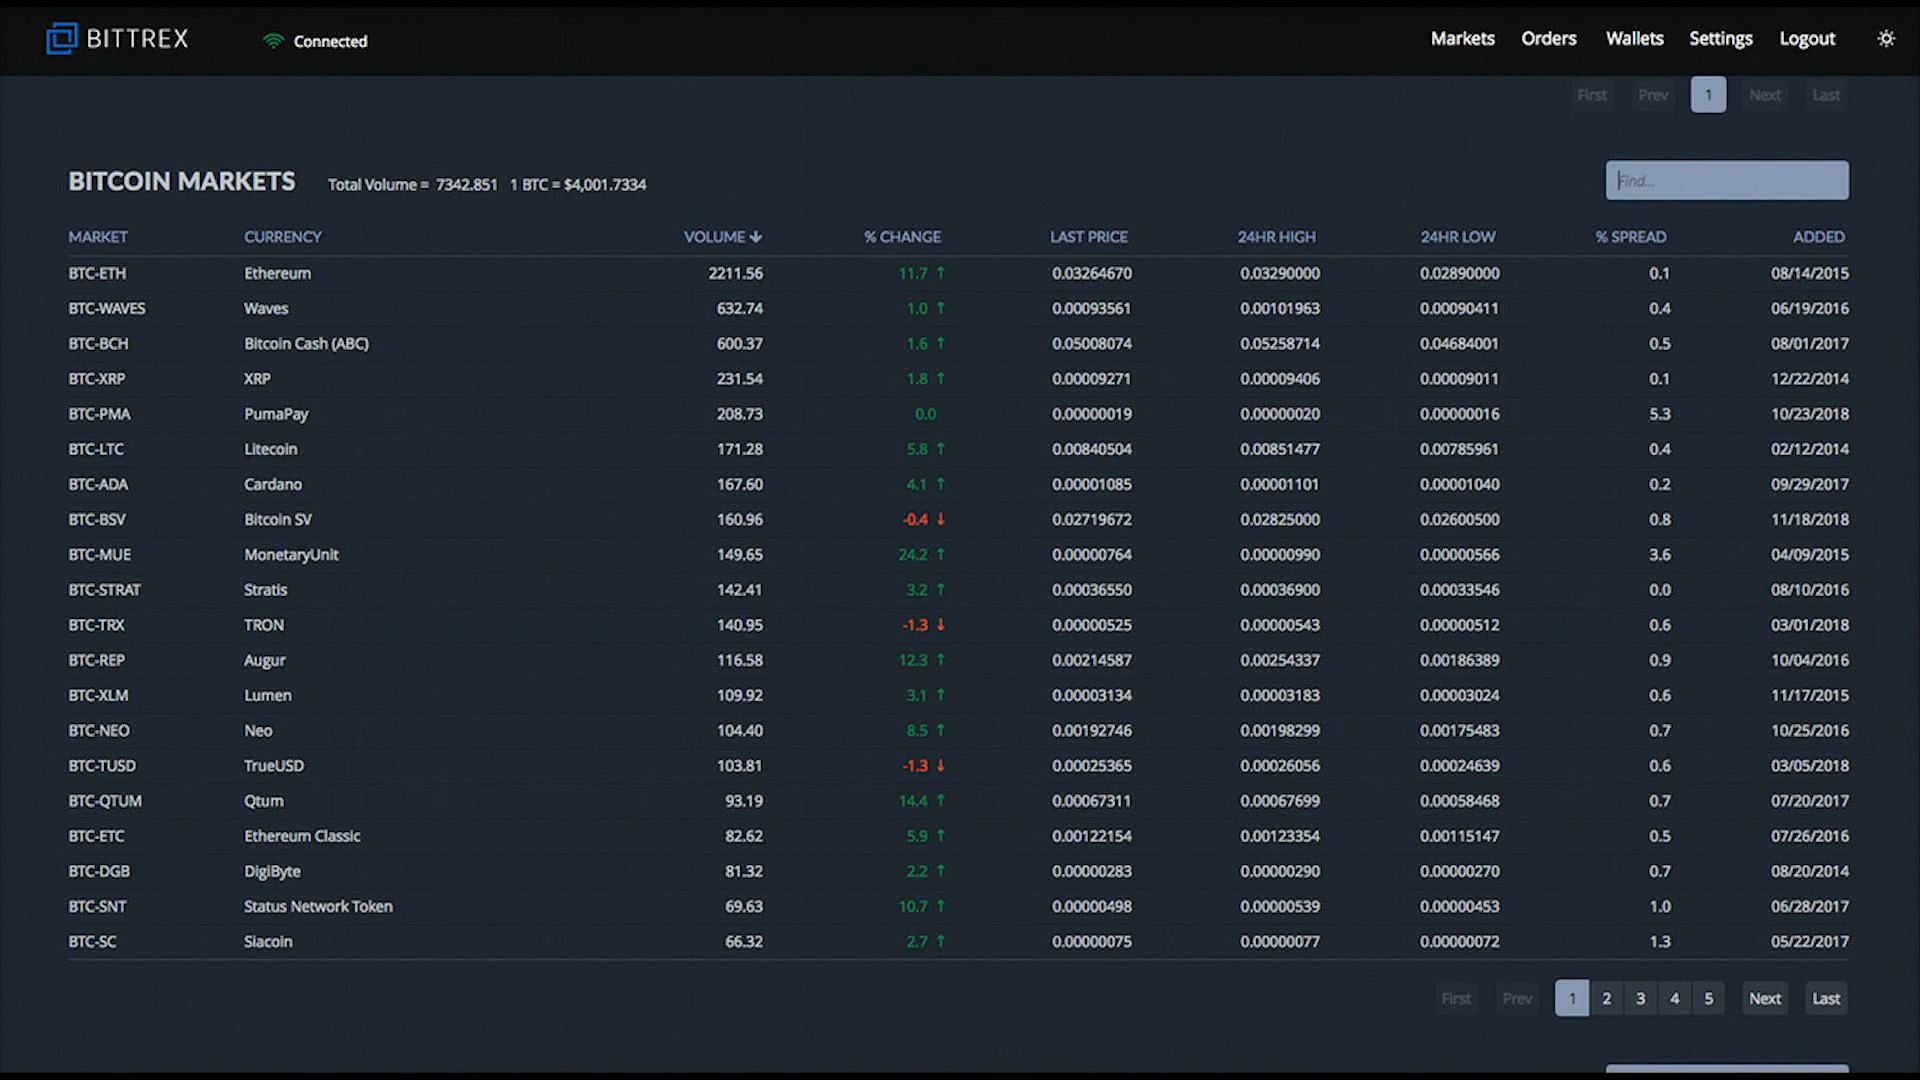 BITTREX Connected Markets Orders Wallets Settings Logout
First Prev 1 Next Last
BITCOIN MARKETS Total Volume = 7342.851 1 BTC = $4,001.7334 Find...
MARKET CURRENCY VOLUME % CHANGE LAST PRICE 24HR HIGH 24HR LOW % SPREAD ADDED
BTC-ETH Ethereum 2211.56 11.7 ↑ 0.03264670 0.03290000 0.02890000 0.1 08/14/2015
BTC-WAVES Waves 632.74 1.0 ↑ 0.00093561 0.00101963 0.00090411 0.4 06/19/2016
BTC-BCH Bitcoin Cash (ABC) 600.37 1.6 ↑ 0.05008074 0.05258714 0.04684001 0.5 08/01/2017
BTC-XRP XRP 231.54 1.8 ↑ 0.00009271 0.00009406 0.00009011 0.1 12/22/2014
BTC-PMA PumaPay 208.73 0.0 0.00000019 0.00000020 0.00000016 5.3 10/23/2018
BTC-LTC Litecoin 171.28 5.8 ↑ 0.00840504 0.00851477 0.00785961 0.4 02/12/2014
BTC-ADA Cardano 167.60 4.1 ↑ 0.00001085 0.00001101 0.00001040 0.2 09/29/2017
BTC-BSV Bitcoin SV 160.96 -0.4 ↓ 0.02719672 0.02825000 0.02600500 0.8 11/18/2018
BTC-MUE MonetaryUnit 149.65 24.2 ↑ 0.00000764 0.00000990 0.00000566 3.6 04/09/2015
BTC-STRAT Stratis 142.41 3.2 ↑ 0.00036550 0.00036900 0.00033546 0.0 08/10/2016
BTC-TRX TRON 140.95 -1.3 ↓ 0.00000525 0.00000543 0.00000512 0.6 03/01/2018
BTC-REP Augur 116.58 12.3 ↑ 0.00214587 0.00254337 0.00186389 0.9 10/04/2016
BTC-XLM Lumen 109.92 3.1 ↑ 0.00003134 0.00003183 0.00003024 0.6 11/17/2015
BTC-NEO Neo 104.40 8.5 ↑ 0.00192746 0.00198299 0.00175483 0.7 10/25/2016
BTC-TUSD TrueUSD 103.81 -1.3 ↓ 0.00025365 0.00026056 0.00024639 0.6 03/05/2018
BTC-QTUM Qtum 93.19 14.4 ↑ 0.00067311 0.00067699 0.00058468 0.7 07/20/2017
BTC-ETC Ethereum Classic 82.62 5.9 ↑ 0.00122154 0.00123354 0.00115147 0.5 07/26/2016
BTC-DGB DigiByte 81.32 2.2 ↑ 0.00000283 0.00000290 0.00000270 0.7 08/20/2014
BTC-SNT Status Network Token 69.63 10.7 ↑ 0.00000498 0.00000539 0.00000453 1.0 06/28/2017
BTC-SC Siacoin 66.32 2.7 ↑ 0.00000075 0.00000077 0.00000072 1.3 05/22/2017
First Prev 1 2 3 4 5 Next Last